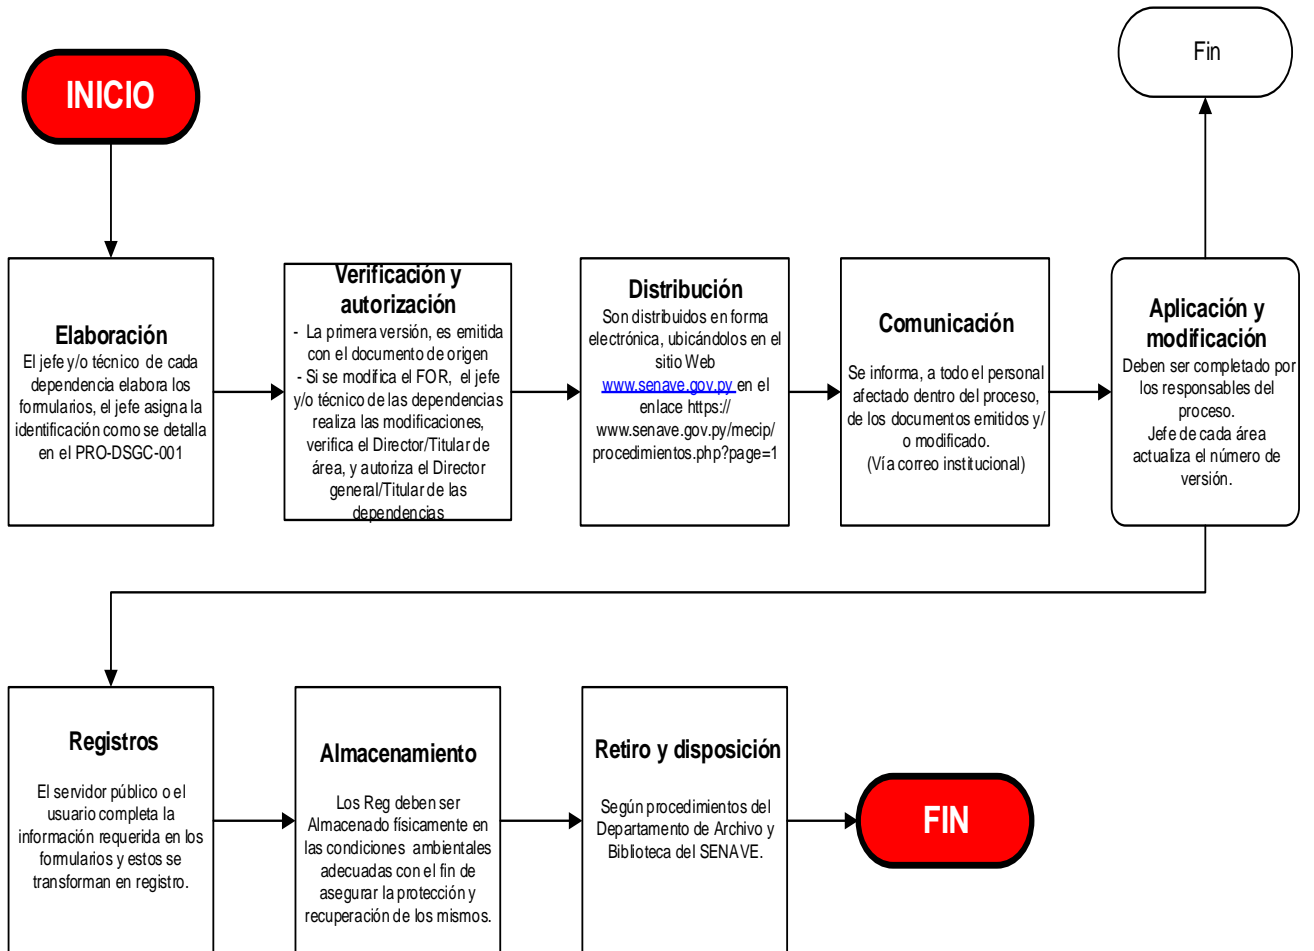 INICIO
Fin
Elaboración
El jefe y/o técnico de cada
dependencia elabora los
formularios, el jefe asigna la
identificación como se detalla
en el PRO-DSGC-001
Verificación y
autorización
- La primera versión, es emitida
con el documento de origen
- Si se modifica el FOR, el jefe
y/o técnico de las dependencias
realiza las modificaciones,
verifica el Director/Titular de
área, y autoriza el Director
general/Titular de las
dependencias
Distribución
Son distribuidos en forma
electrónica, ubicándolos en el
sitio Web
www.senave.gov.py en el
enlace https://
www.senave.gov.py/mecip/
procedimientos.php?page=1
Comunicación
Se informa, a todo el personal
afectado dentro del proceso,
de los documentos emitidos y/
o modificado.
(Vía correo institucional)
Aplicación y
modificación
Deben ser completado por
los responsables del
proceso.
Jefe de cada área
actualiza el número de
versión.
Registros
El servidor público o el
usuario completa la
información requerida en los
formularios y estos se
transforman en registro.
Almacenamiento
Los Reg deben ser
Almacenado físicamente en
las condiciones ambientales
adecuadas con el fin de
asegurar la protección y
recuperación de los mismos.
Retiro y disposición
Según procedimientos del
Departamento de Archivo y
Biblioteca del SENAVE.
FIN